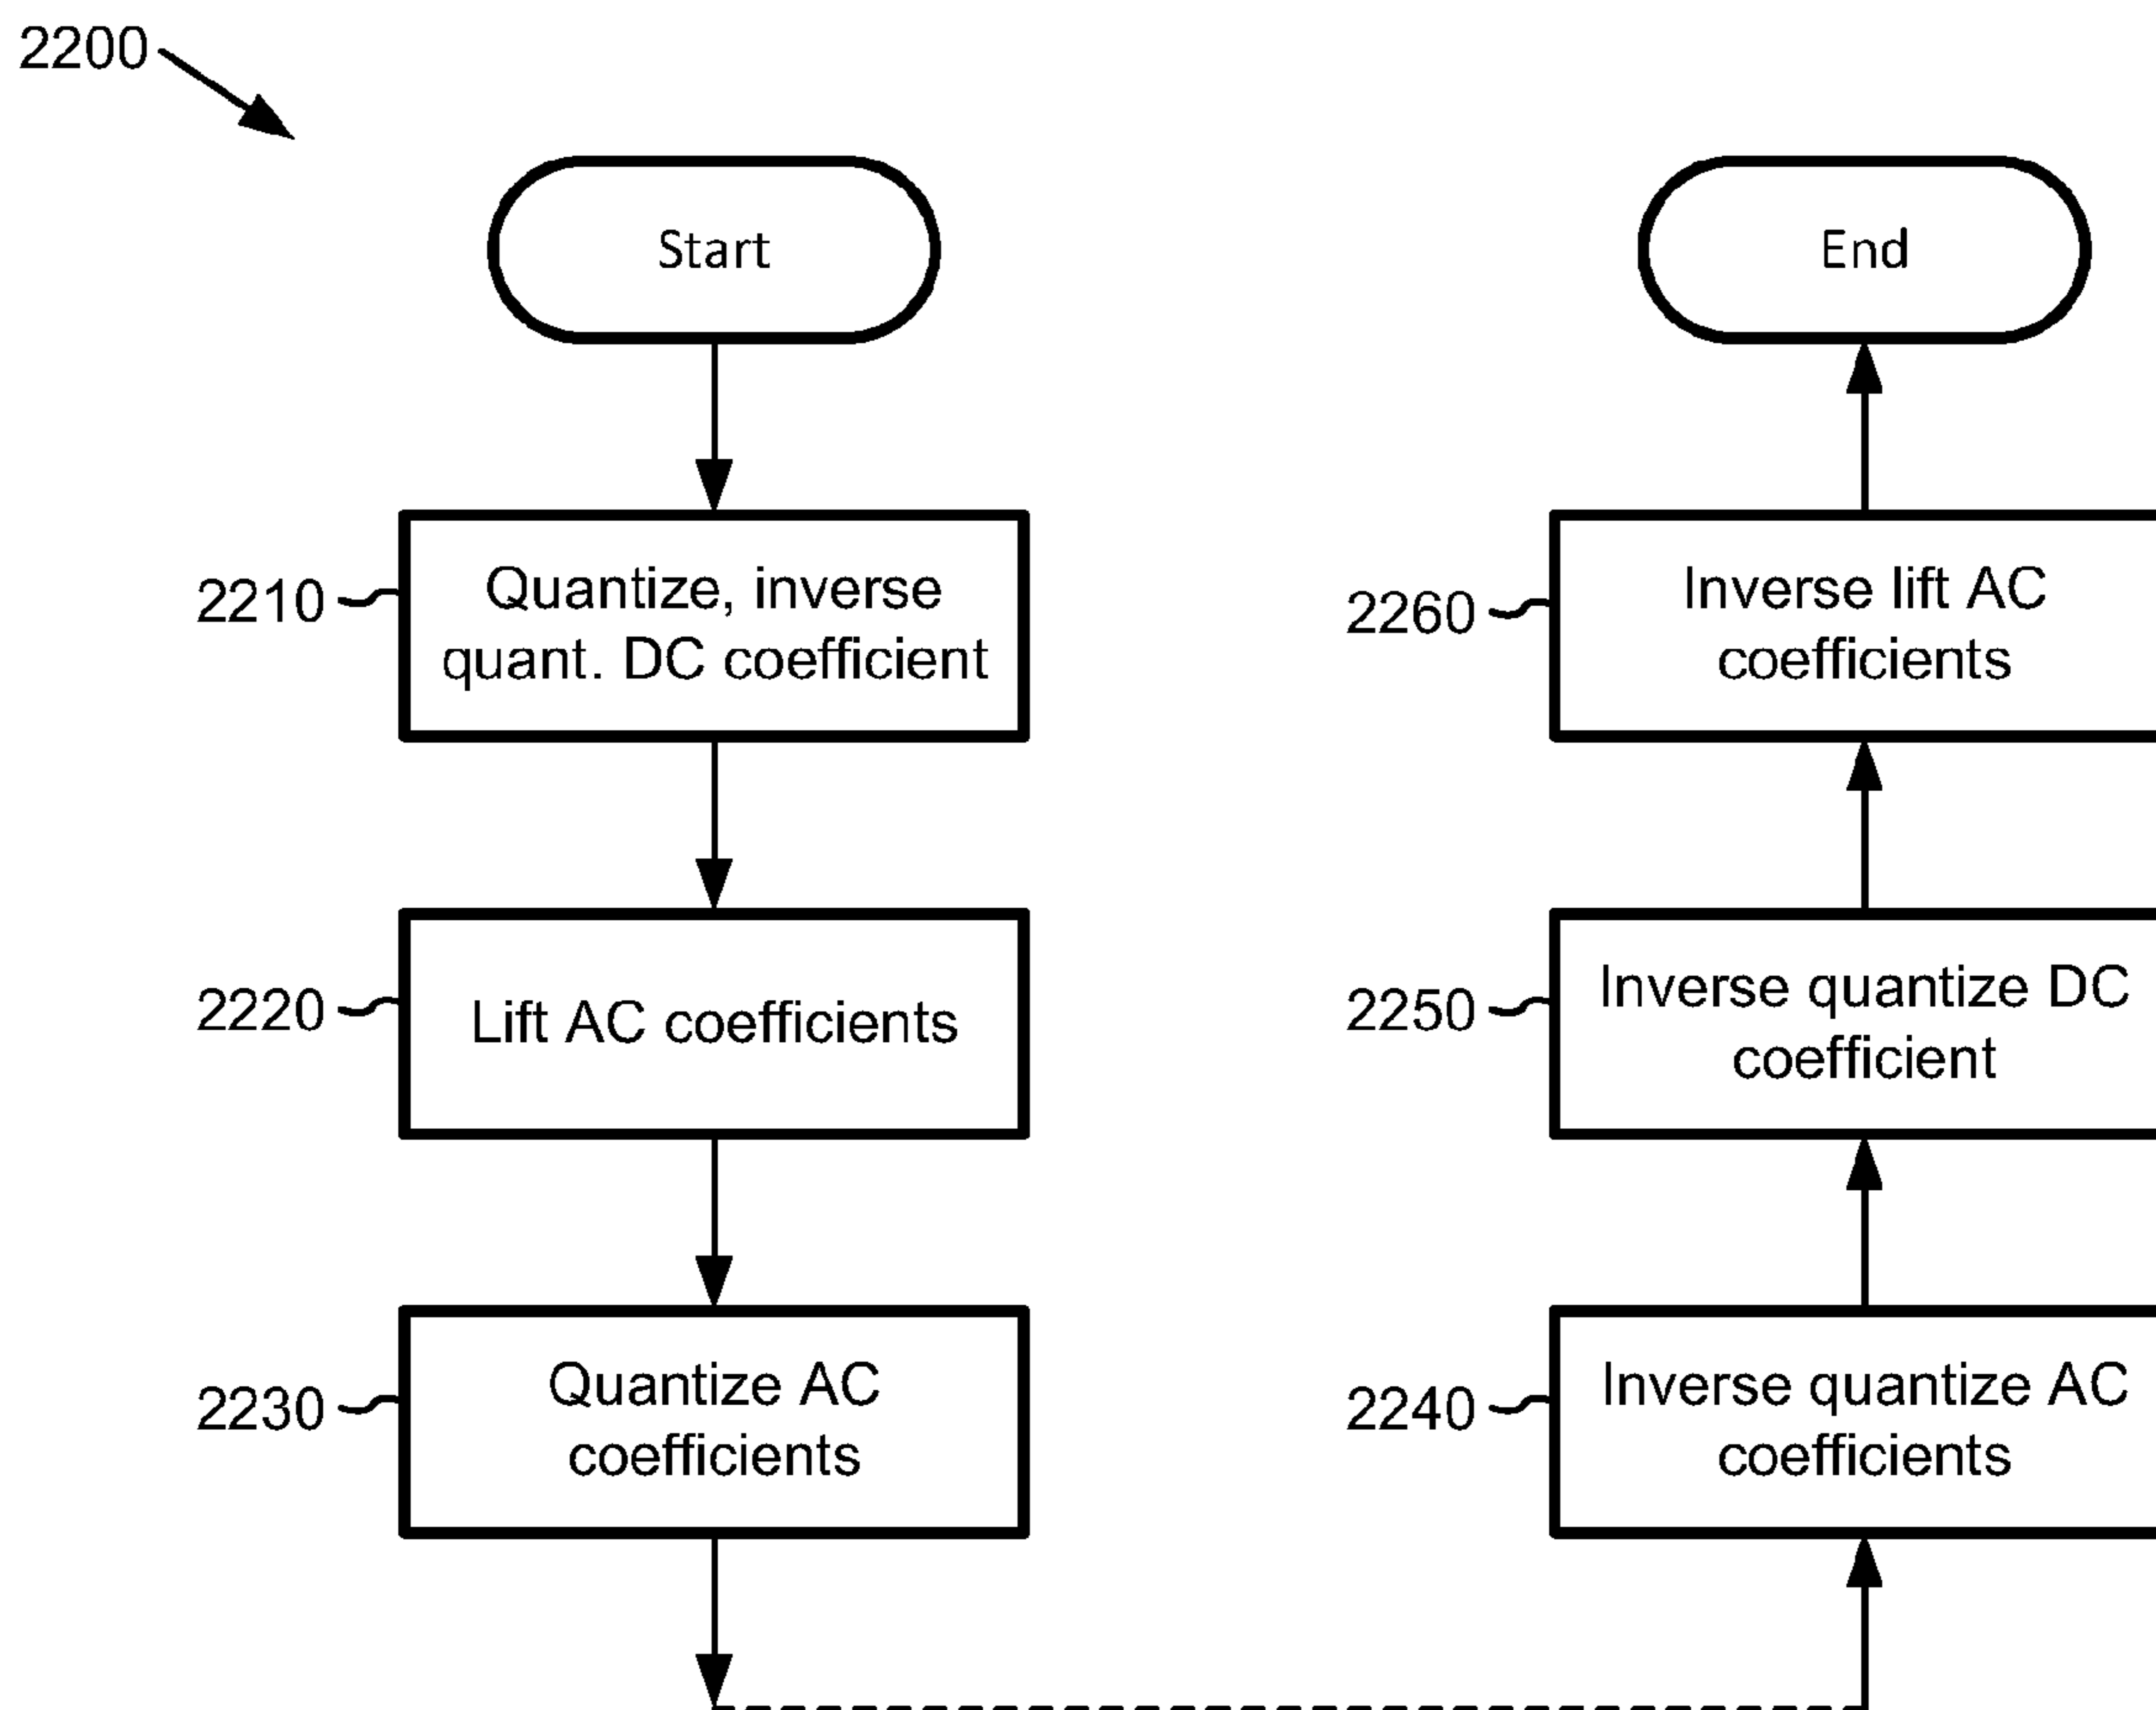 2200
Start
2210
Quantize, inverse
quant. DC coefficient
2220
Lift AC coefficients
2230
Quantize AC
coefficients
End
2260
Inverse lift AC
coefficients
2250
Inverse quantize DC
coefficient
2240
Inverse quantize AC
coefficients